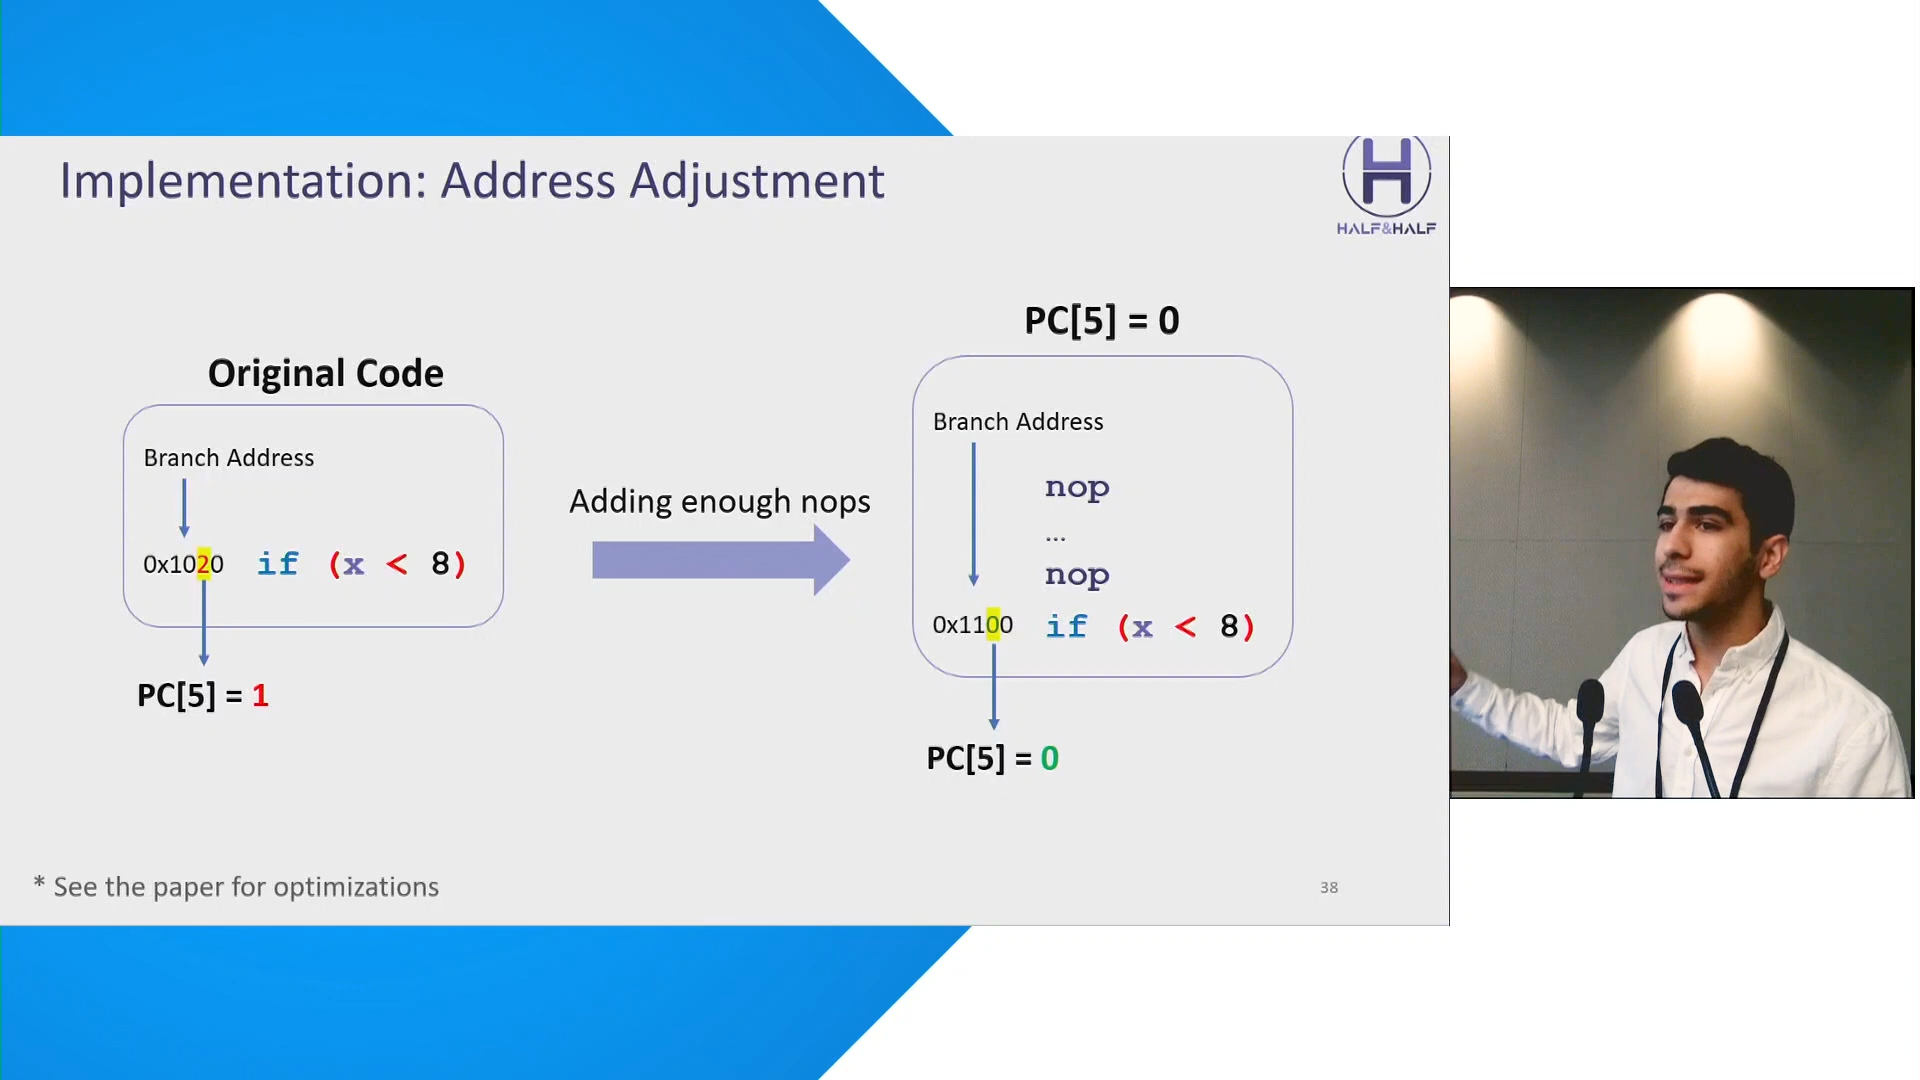 Implementation: Address Adjustment
HALF&HALF
Original Code
Branch Address
0x1020 if (x < 8)
PC[5] = 1
Adding enough nops
PC[5] = 0
Branch Address
nop
...
nop
0x1100 if (x < 8)
PC[5] = 0
* See the paper for optimizations
38